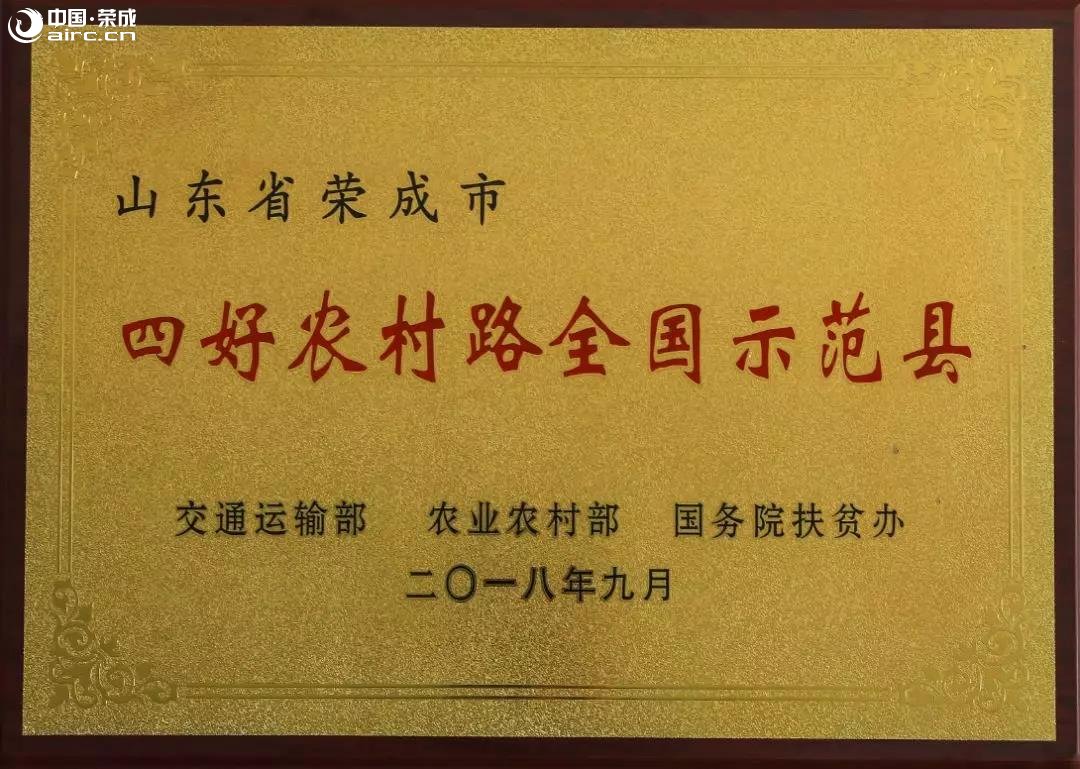 中国·荣成
airc.cn
山东省荣成市
四好农村路全国示范县
交通运输部 农业农村部 国务院扶贫办
二〇一八年九月